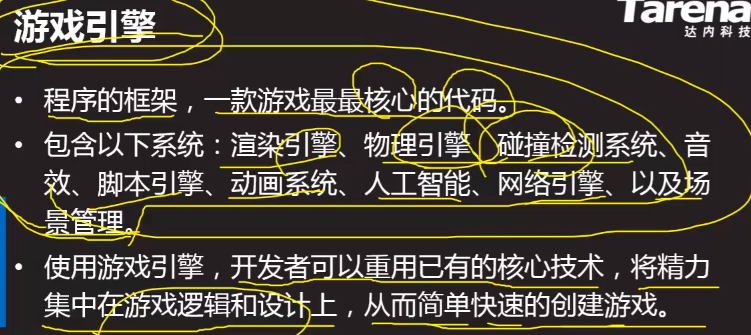 游戏引擎
Tarena
达内科技
• 程序的框架，一款游戏最最核心的代码。
• 包含以下系统：渲染引擎、物理引擎、碰撞检测系统、音
效、脚本引擎、动画系统、人工智能、网络引擎、以及场
景管理。
• 使用游戏引擎，开发者可以重用已有的核心技术，将精力
集中在游戏逻辑和设计上，从而简单快速的创建游戏。